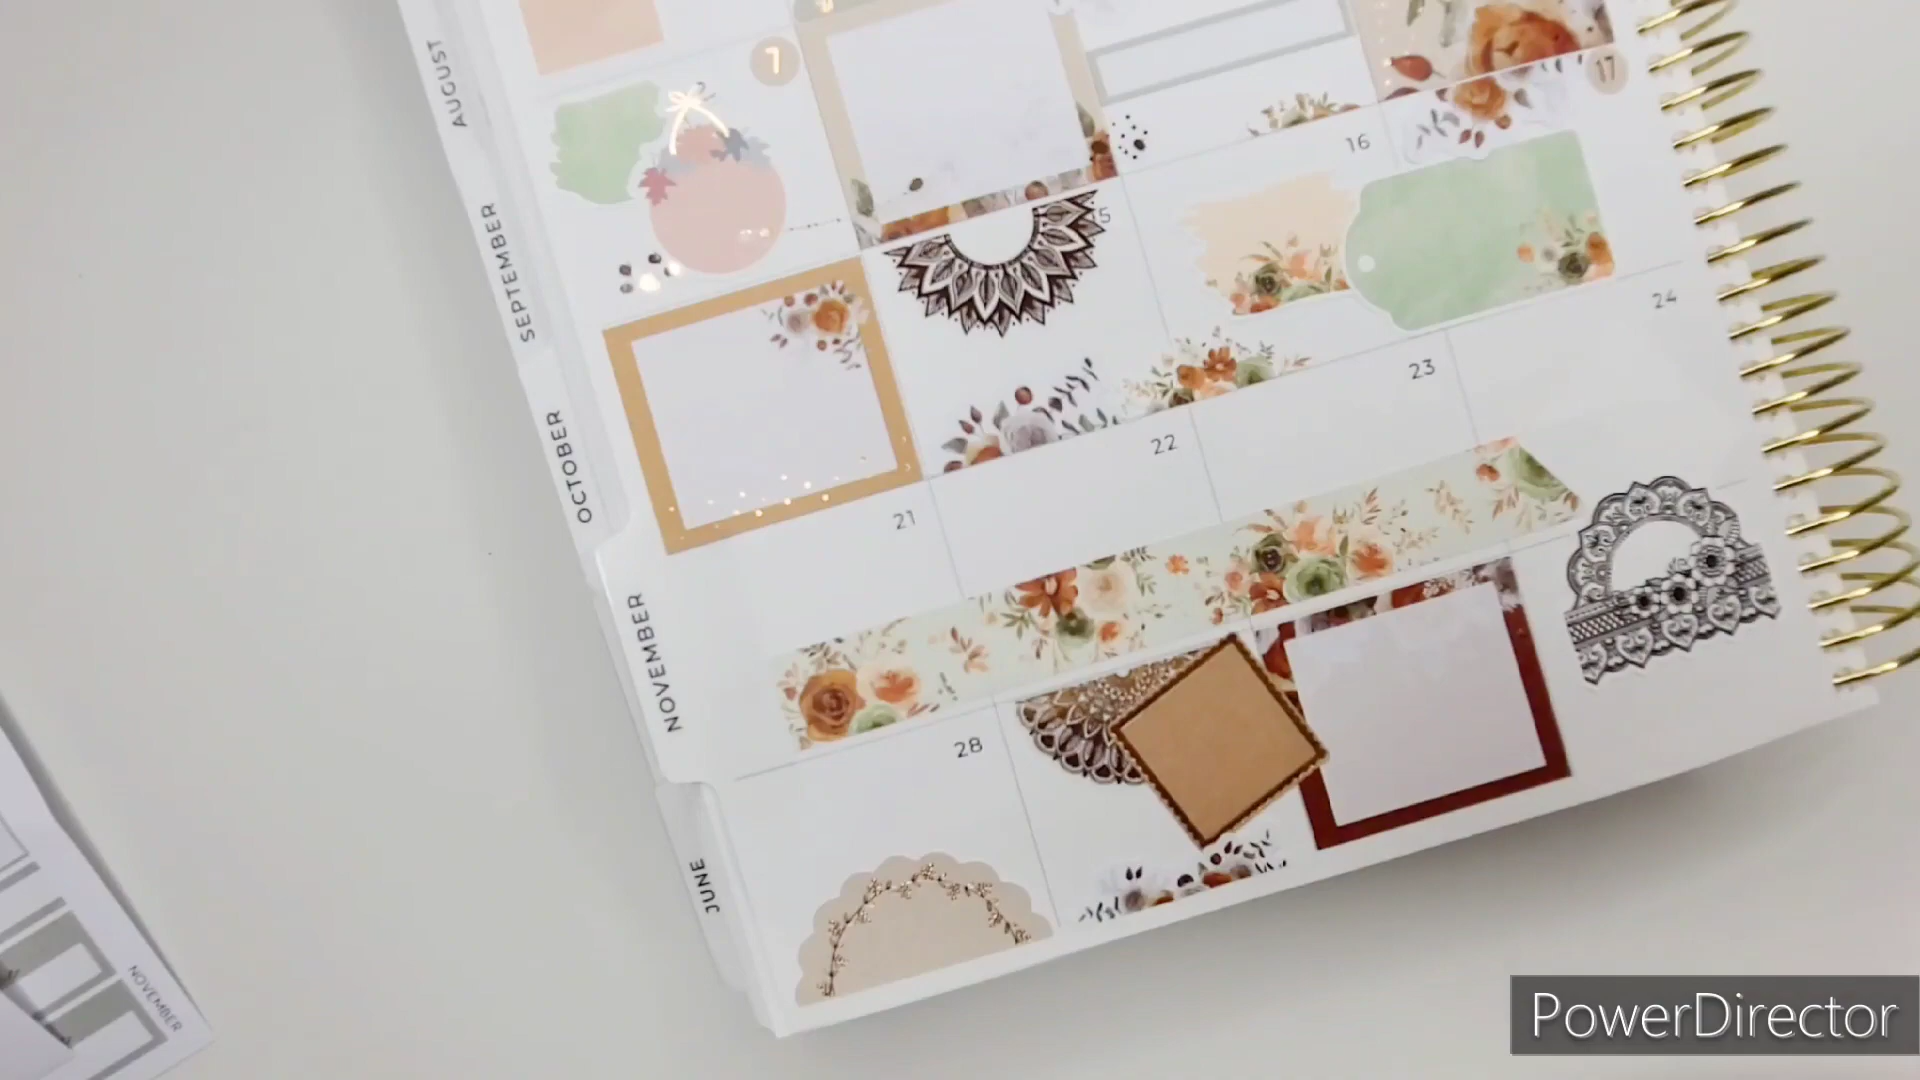 AUGUST
SEPTEMBER
OCTOBER
NOVEMBER
JUNE
7
17
16
15
24
23
22
21
28
NOVEMBER
PowerDirector